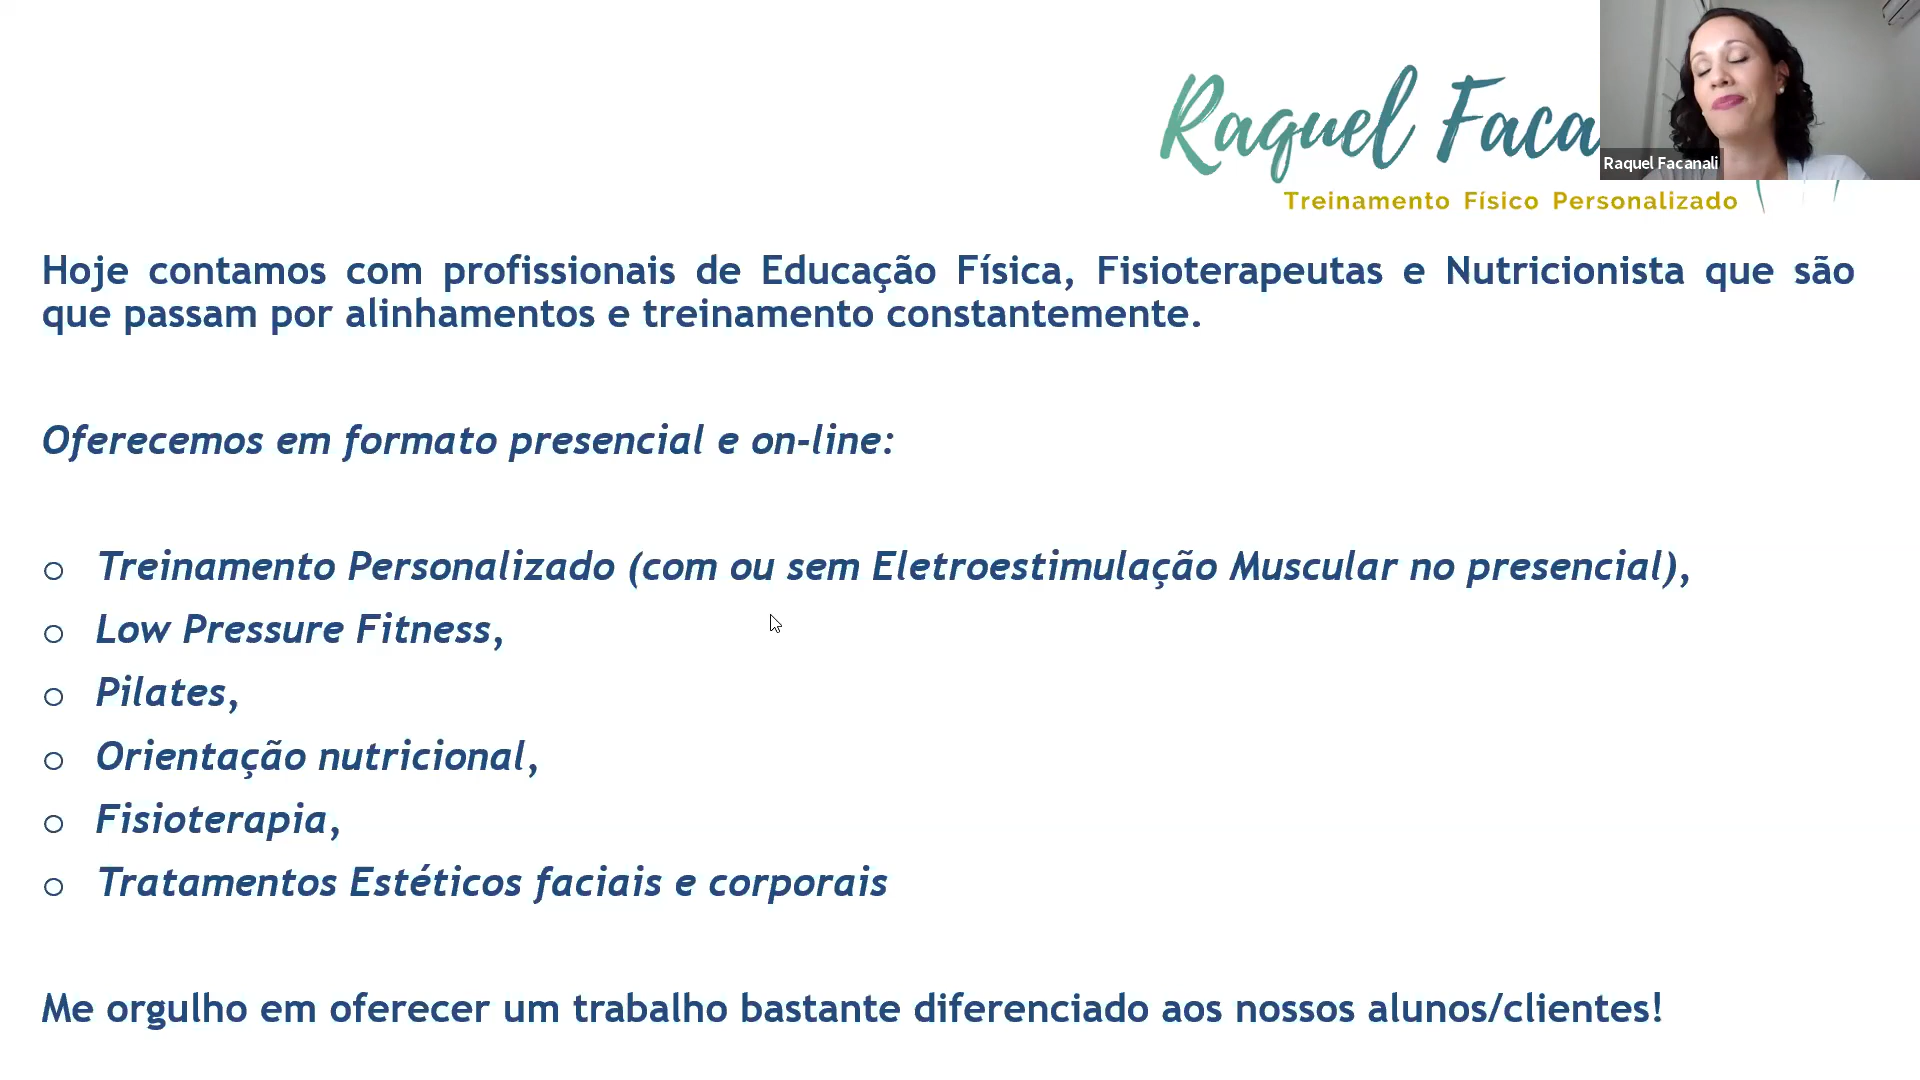 Raquel Faca
Raquel Facanali
Treinamento Físico Personalizado
Hoje contamos com profissionais de Educação Física, Fisioterapeutas e Nutricionista que são
que passam por alinhamentos e treinamento constantemente.
Oferecemos em formato presencial e on-line:
o Treinamento Personalizado (com ou sem Eletroestimulação Muscular no presencial),
o Low Pressure Fitness,
o Pilates,
o Orientação nutricional,
o Fisioterapia,
o Tratamentos Estéticos faciais e corporais
Me orgulho em oferecer um trabalho bastante diferenciado aos nossos alunos/clientes!